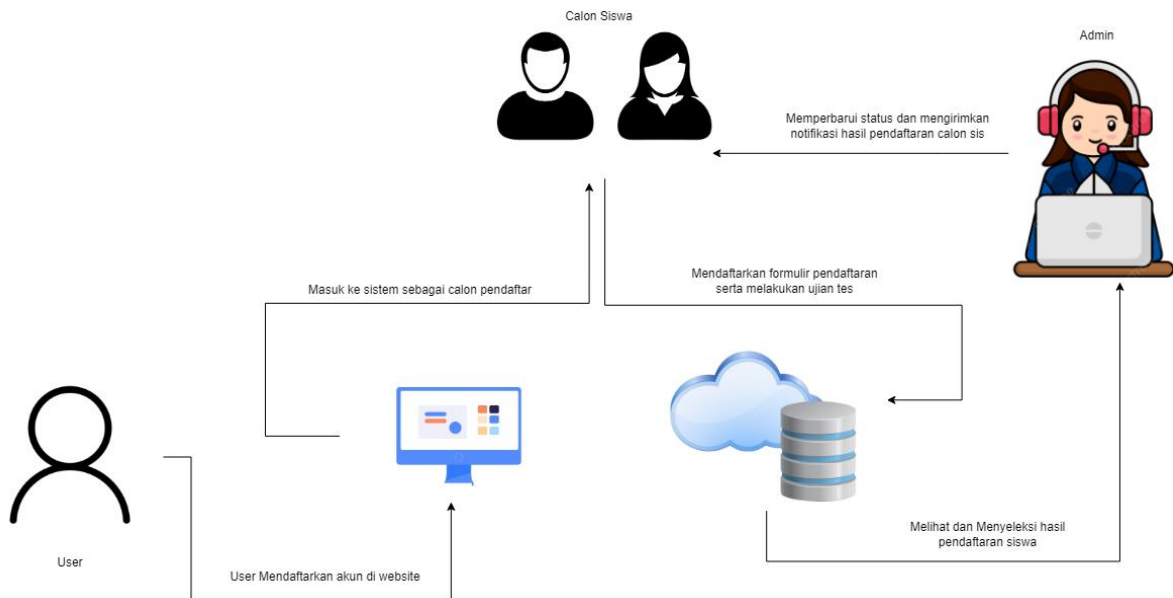 Calon Siswa
Admin
Memperbarui status dan mengirimkan
notifikasi hasil pendaftaran calon sis
Masuk ke sistem sebagai calon pendaftar
Mendaftarkan formulir pendaftaran
serta melakukan ujian tes
User
User Mendaftarkan akun di website
Melihat dan Menyeleksi hasil
pendaftaran siswa